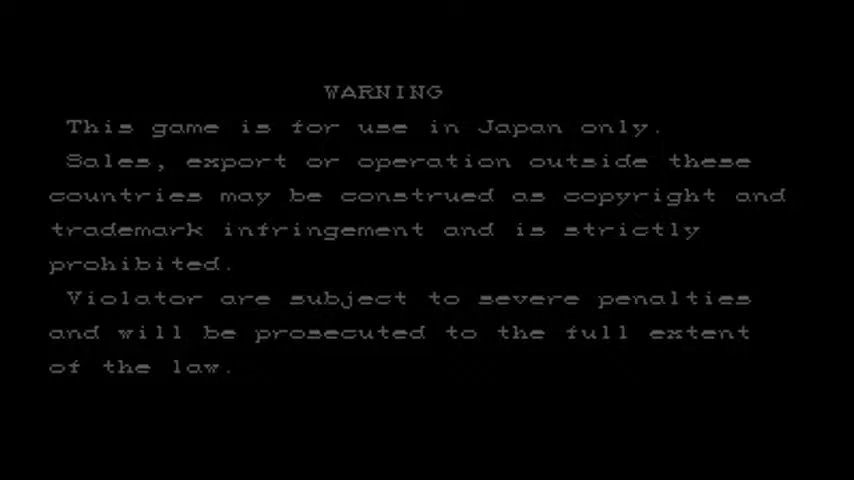 WARNING
This game is for use in Japan only.
Sales, export or operation outside these
countries may be construed as copyright and
trademark infringement and is strictly
prohibited.
Violator are subject to severe penalties
and will be prosecuted to the full extent
of the law.